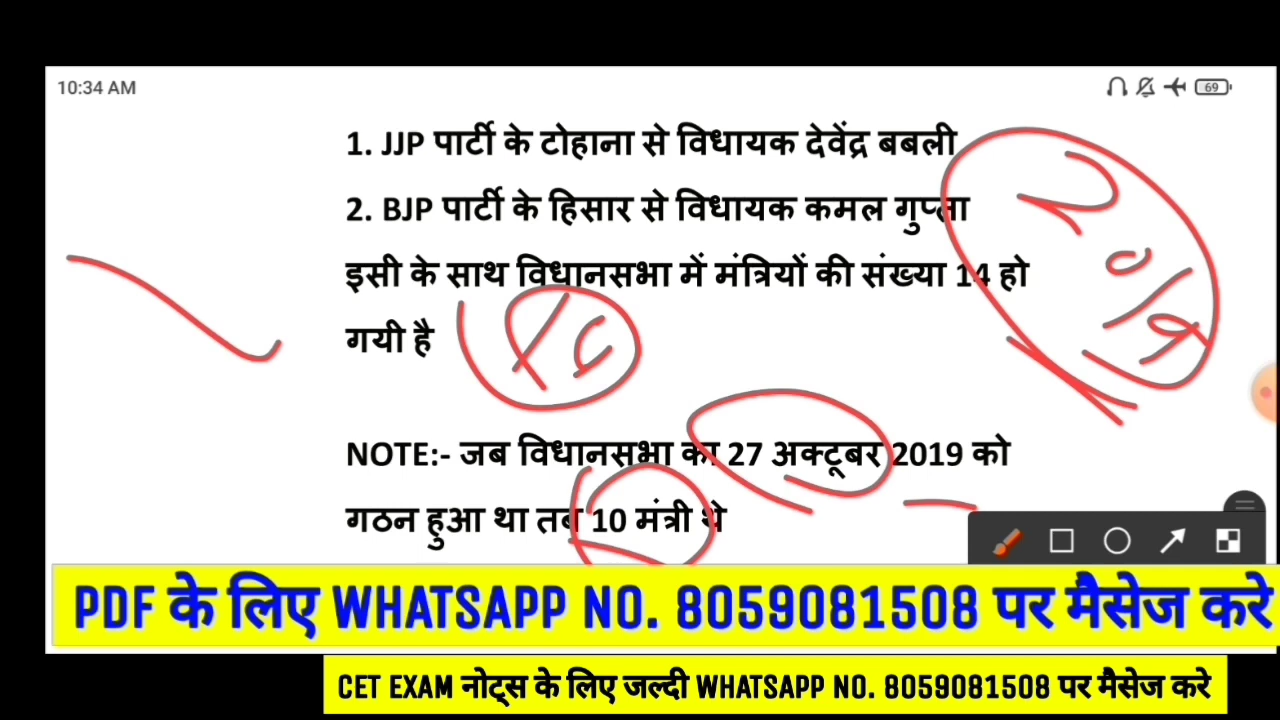 10:34 AM
69
1. JJP पार्टी के टोहाना से विधायक देवेंद्र बबली
2. BJP पार्टी के हिसार से विधायक कमल गुप्ता
इसी के साथ विधानसभा में मंत्रियों की संख्या 14 हो
गयी है
NOTE:- जब विधानसभा का 27 अक्टूबर 2019 को
गठन हुआ था तब 10 मंत्री थे
PDF के लिए WHATSAPP NO. 8059081508 पर मैसेज करे
CET EXAM नोट्स के लिए जल्दी WHATSAPP NO. 8059081508 पर मैसेज करे